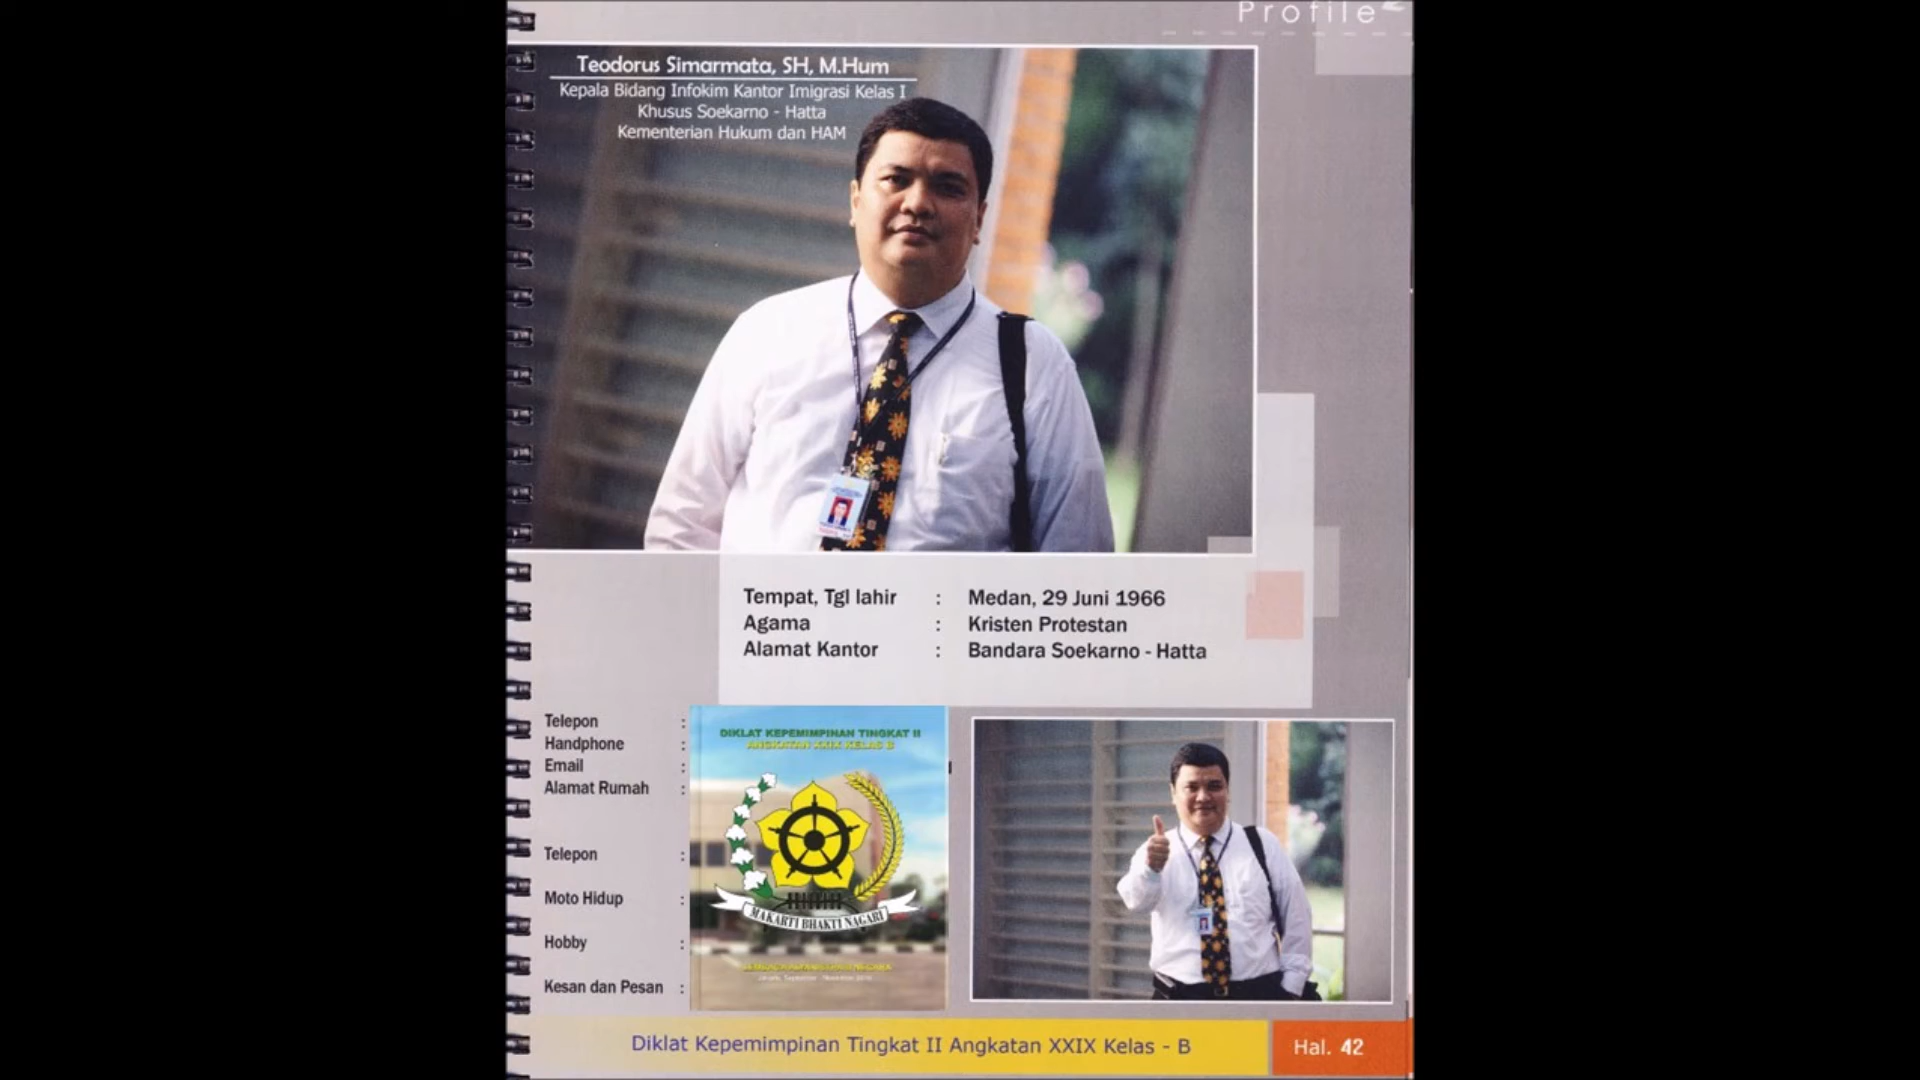 Profile
Teodorus Simarmata, SH, M.Hum
Kepala Bidang Infokim Kantor Imigrasi Kelas I
Khusus Soekarno - Hatta
Kementerian Hukum dan HAM
Tempat, Tgl lahir : Medan, 29 Juni 1966
Agama : Kristen Protestan
Alamat Kantor : Bandara Soekarno - Hatta
Telepon :
Handphone :
Email :
Alamat Rumah :
Telepon :
Moto Hidup :
Hobby :
Kesan dan Pesan :
DIKLAT KEPEMIMPINAN TINGKAT II
ANGKATAN XXIX KELAS B
MAKARTI BHAKTI NAGARI
LEMBAGA ADMINISTRASI NEGARA
Diklat Kepemimpinan Tingkat II Angkatan XXIX Kelas - B
Hal. 42